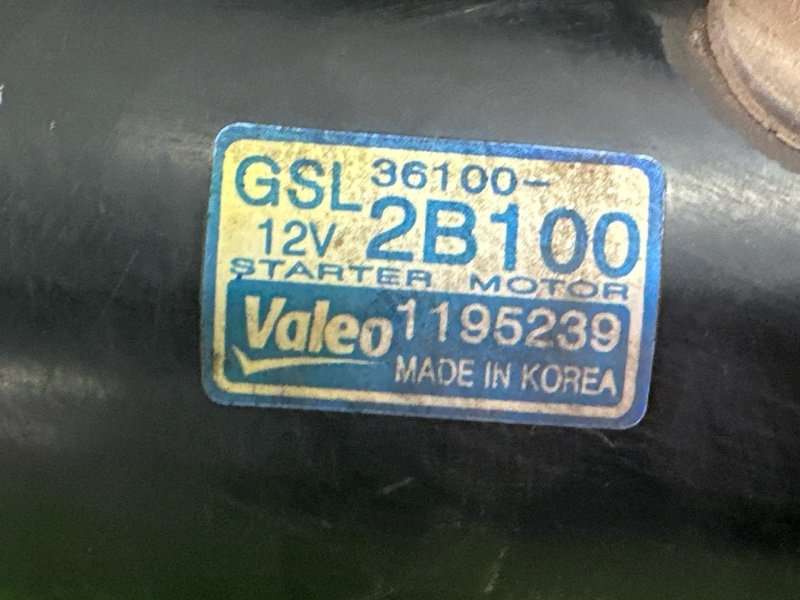 GSL 36100-
12V 2B100
STARTER MOTOR
Valeo 1195239
MADE IN KOREA